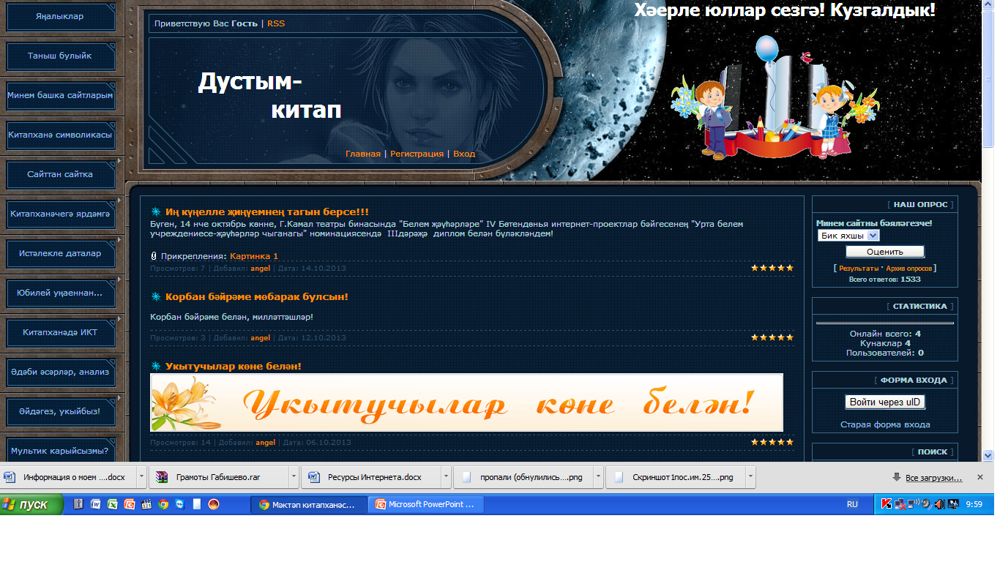 Яңалыклар
Таныш булыйк
Минем башка сайтларым
Китапханә символикасы
Сайттан сайтка
Китапханәчегә ярдәмгә
Истәлекле даталар
Юбилей уңаеннан...
Китапханәдә ИКТ
Әдәби әсәрләр, анализ
Әйдәгез, укыйбыз!
Мультик карыйсызмы?
Приветствую Вас Гость | RSS
Дустым-
китап
Главная | Регистрация | Вход
Хәерле юллар сезгә! Кузгалдык!
Иң күңелле җиңүемнең тагын берсе!!!
Бүген, 14 нче октябрь көнне, Г.Камал театры бинасында "Белем җәүһәрләре" IV Бөтендөнья интернет-проектлар бәйгесенең "Урта белем
учреждениесе-җәүһәрләр чыганагы" номинациясендә IIIдәрәҗә диплом белән бүләкләндем!
Прикрепления: Картинка 1
Просмотров: 7 | Добавил: angel | Дата: 14.10.2013
Корбан бәйрәме мөбарак булсын!
Корбан бәйрәме белән, милләттәшләр!
Просмотров: 3 | Добавил: angel | Дата: 12.10.2013
Укытучылар көне белән!
Укытучылар көне белән!
Просмотров: 14 | Добавил: angel | Дата: 06.10.2013
[ НАШ ОПРОС ]
Минем сайтны бәяләгезче!
Бик яхшы
Оценить
[ Результаты · Архив опросов ]
Всего ответов: 1533
[ СТАТИСТИКА ]
Онлайн всего: 4
Кунаклар 4
Пользователей: 0
[ ФОРМА ВХОДА ]
Войти через uID
Старая форма входа
[ ПОИСК ]
Информация о моем ....docx
Грамоты Габишево.rar
Ресурсы Интернета.docx
пропали (обнулились....png
Скриншот1пос.им.25....png
Все загрузки...
пуск
Мәктәп китапханәс...
Microsoft PowerPoint ...
RU
9:59